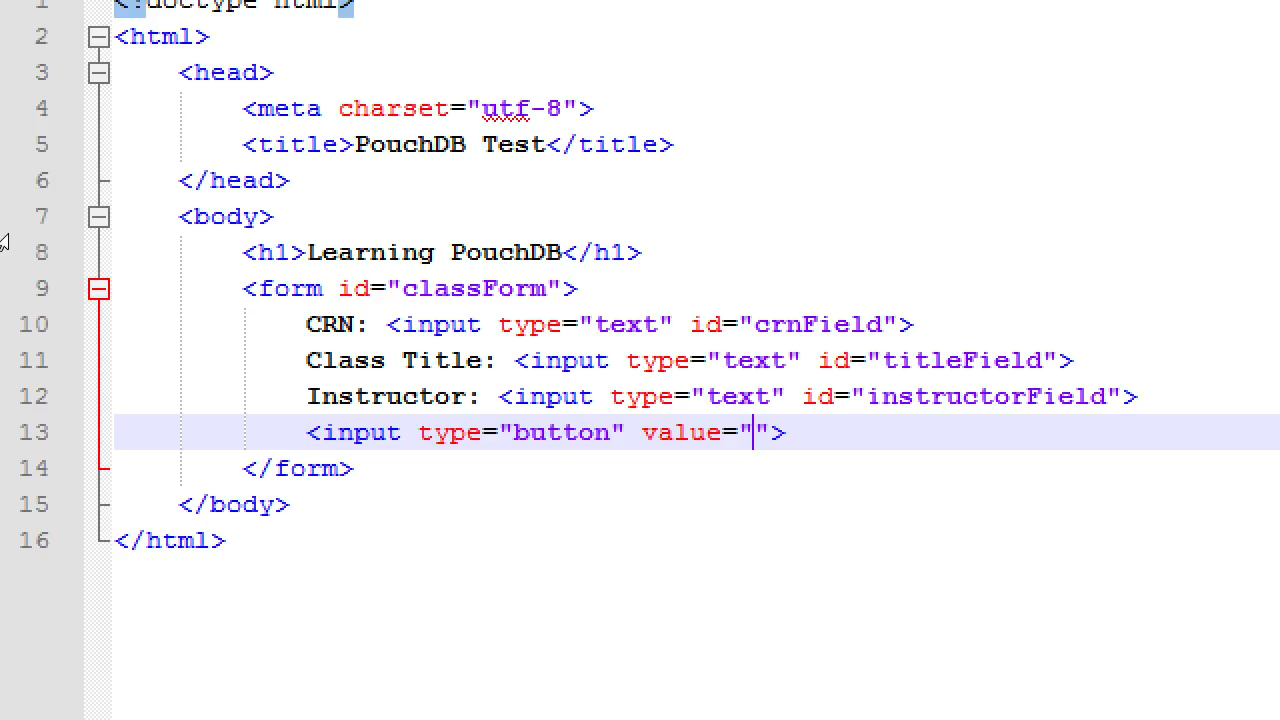 1 <!doctype html>
2 <html>
3 <head>
4 <meta charset="utf-8">
5 <title>PouchDB Test</title>
6 </head>
7 <body>
8 <h1>Learning PouchDB</h1>
9 <form id="classForm">
10 CRN: <input type="text" id="crnField">
11 Class Title: <input type="text" id="titleField">
12 Instructor: <input type="text" id="instructorField">
13 <input type="button" value="">
14 </form>
15 </body>
16 </html>